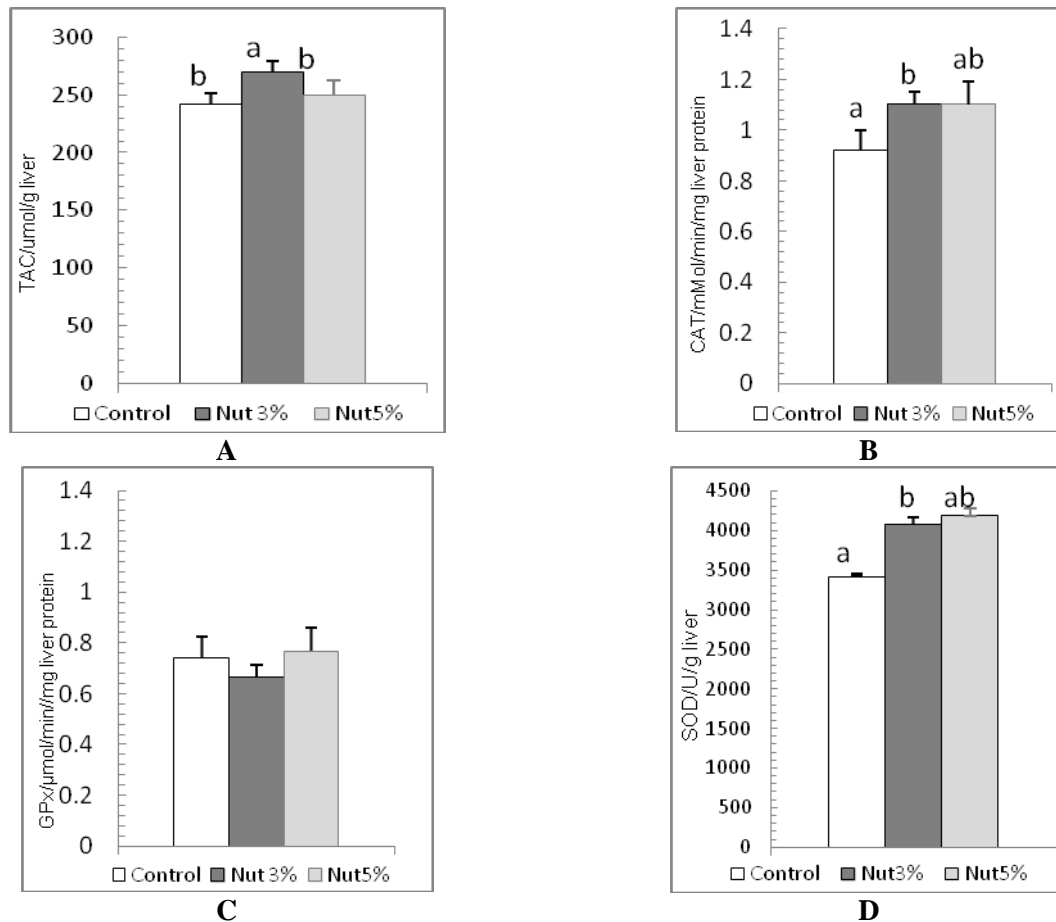 300
250
200
150
100
50
0
TAC/umol/g liver
b
a
b
Control Nut 3% Nut5%
A
1.4
1.2
1
0.8
0.6
0.4
0.2
0
CAT/mMol/min/mg liver protein
a
b
ab
Control Nut 3% Nut5%
B
1.4
1.2
1
0.8
0.6
0.4
0.2
0
GPx/µmol/min//mg liver protein
Control Nut 3% Nut5%
C
4500
4000
3500
3000
2500
2000
1500
1000
500
0
SOD/U/g liver
a
b
ab
Control Nut3% Nut5%
D